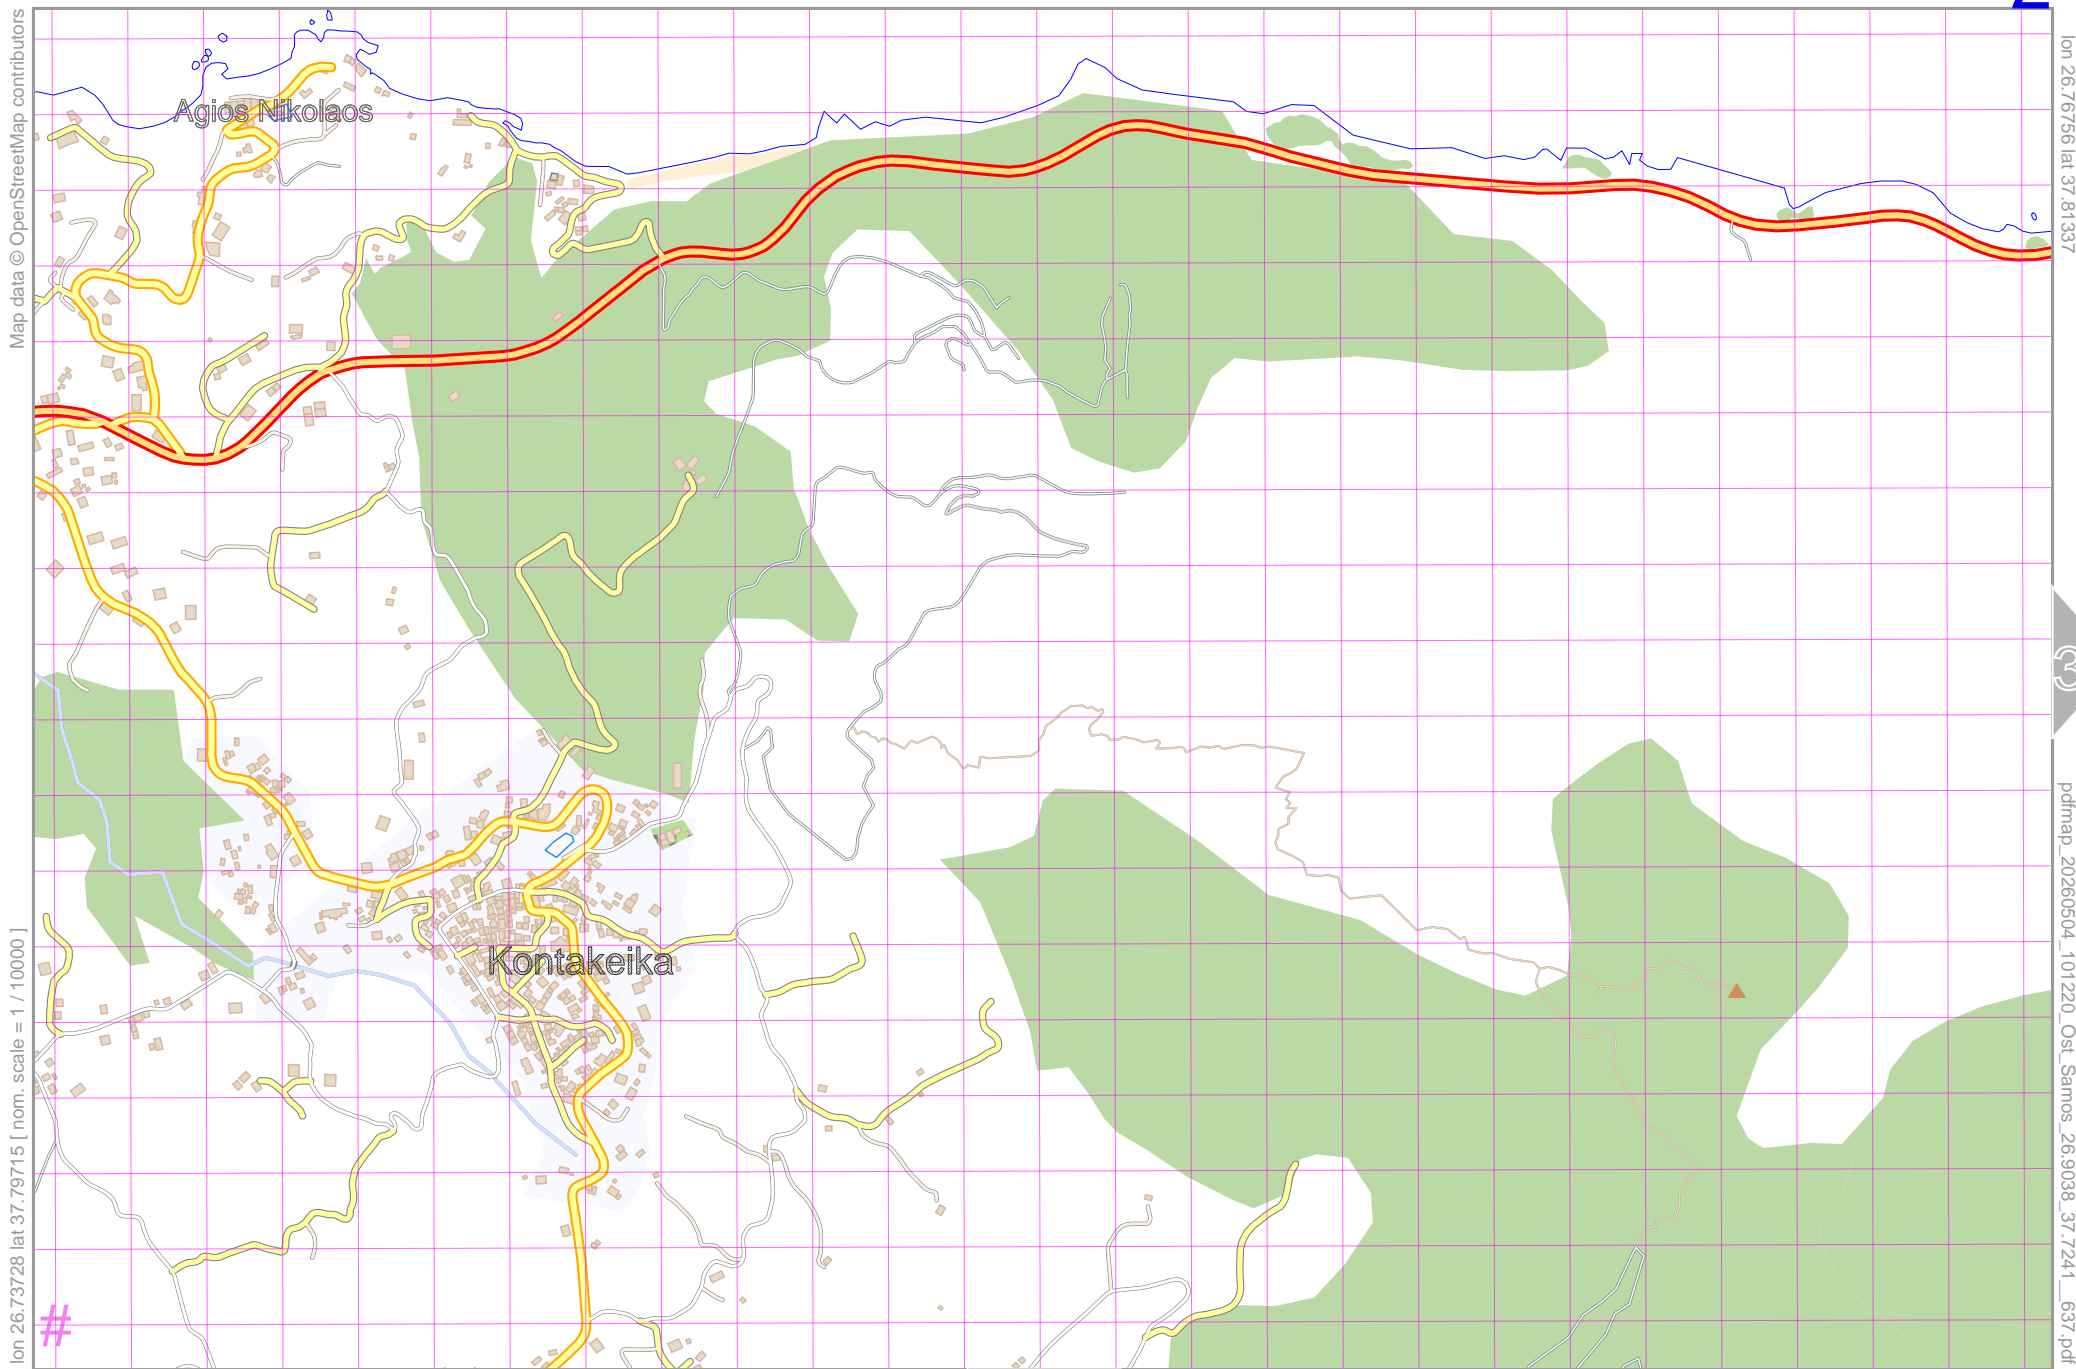 Map data © OpenStreetMap contributors
lon 26.73728 lat 37.79715 [ nom. scale = 1 / 10000 ]
Agios Nikolaos
Kontakeika
#
lon 26.76756 lat 37.81337
3
pdfmap_20260504_101220_Ost_Samos_26.9038_37.7241__637.pdf